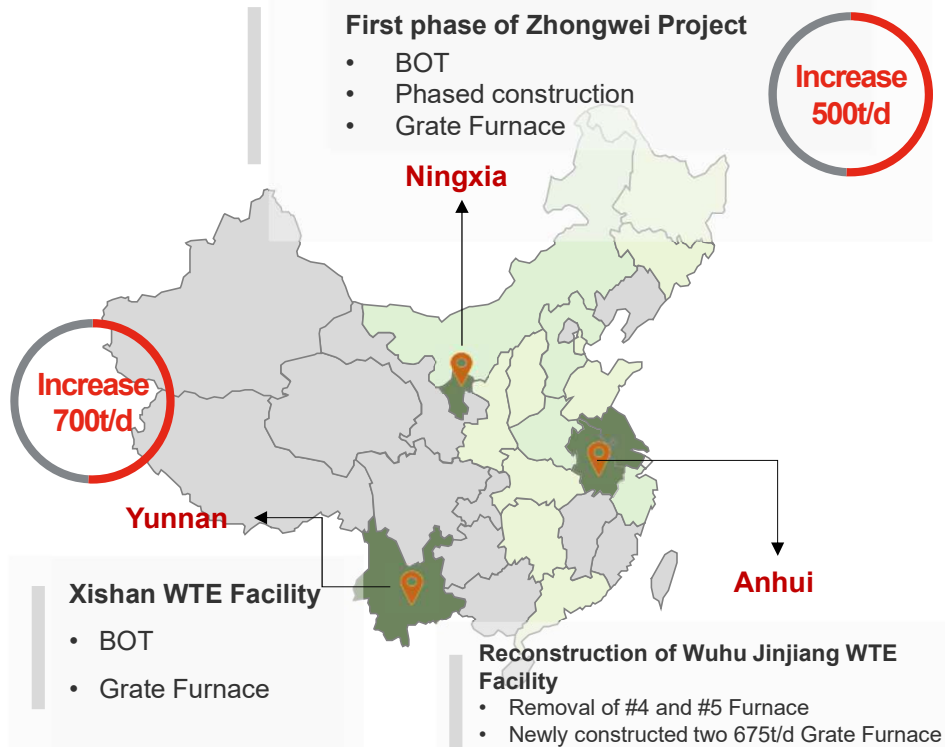 First phase of Zhongwei Project
• BOT
• Phased construction
• Grate Furnace
Increase
500t/d
Ningxia
Increase
700t/d
Yunnan
Anhui
Xishan WTE Facility
• BOT
• Grate Furnace
Reconstruction of Wuhu Jinjiang WTE
Facility
• Removal of #4 and #5 Furnace
• Newly constructed two 675t/d Grate Furnace